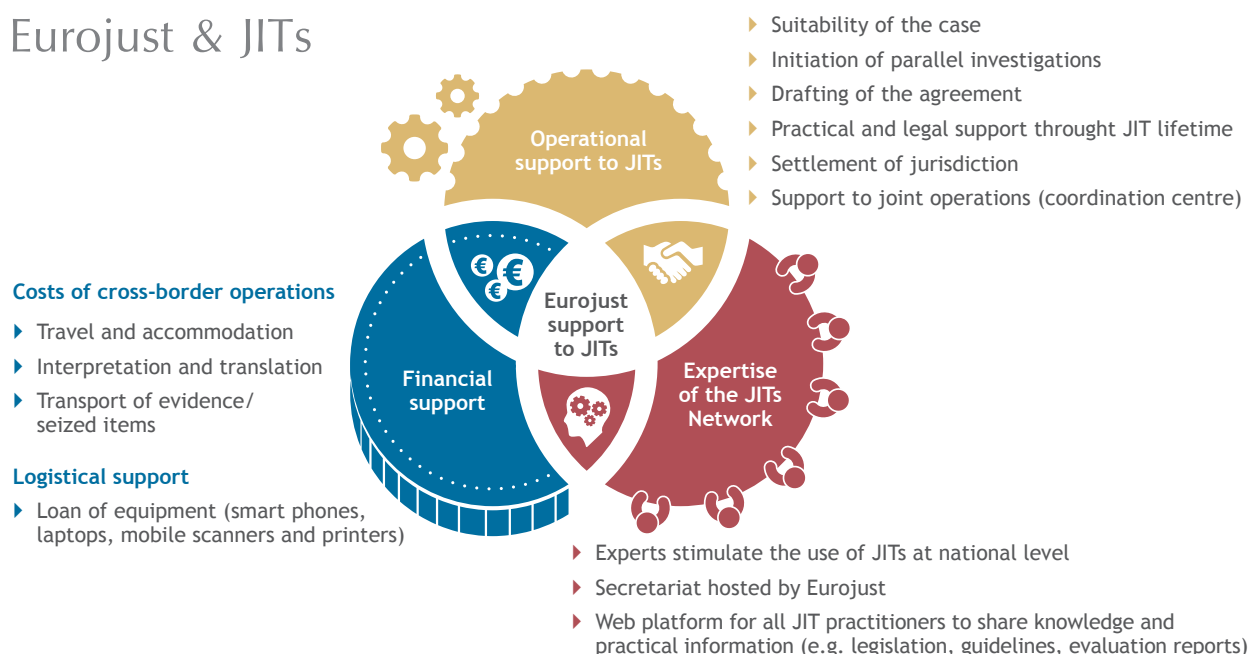 Eurojust & JITs
Suitability of the case
Initiation of parallel investigations
Drafting of the agreement
Practical and legal support throught JIT lifetime
Settlement of jurisdiction
Support to joint operations (coordination centre)
Operational
support to JITs
€
€
€
Eurojust
support
to JITs
Financial
support
Expertise
of the JITs
Network
Costs of cross-border operations
Travel and accommodation
Interpretation and translation
Transport of evidence/
seized items
Logistical support
Loan of equipment (smart phones,
laptops, mobile scanners and printers)
Experts stimulate the use of JITs at national level
Secretariat hosted by Eurojust
Web platform for all JIT practitioners to share knowledge and
practical information (e.g. legislation, guidelines, evaluation reports)